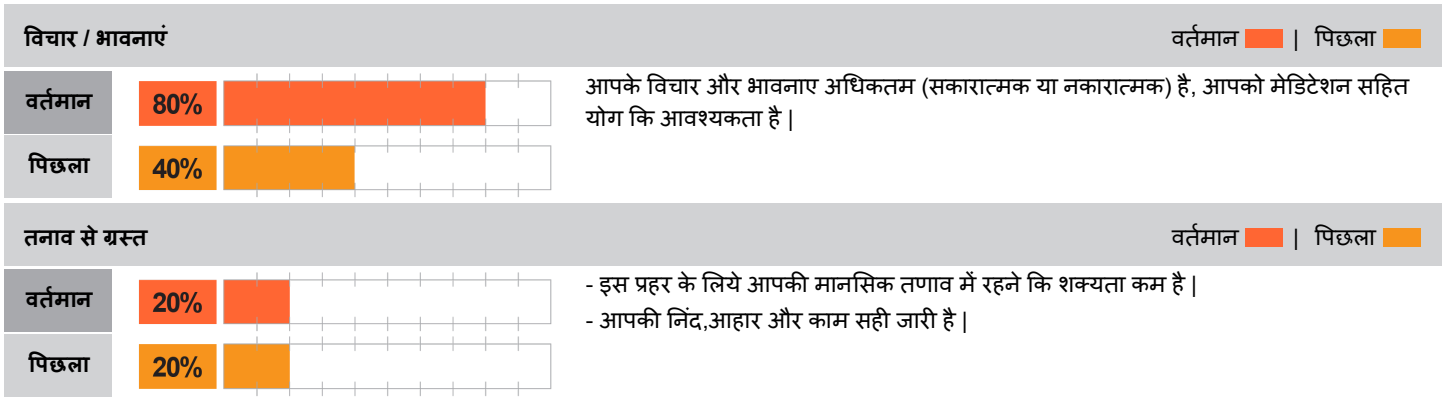 विचार / भावनाएं
वर्तमान | पिछला
वर्तमान 80%
आपके विचार और भावनाए अधिकतम (सकारात्मक या नकारात्मक) है, आपको मेडिटेशन सहित
योग कि आवश्यकता है |
पिछला 40%
तनाव से ग्रस्त
वर्तमान | पिछला
वर्तमान 20%
- इस प्रहर के लिये आपकी मानसिक तणाव में रहने कि शक्यता कम है |
- आपकी निंद,आहार और काम सही जारी है |
पिछला 20%